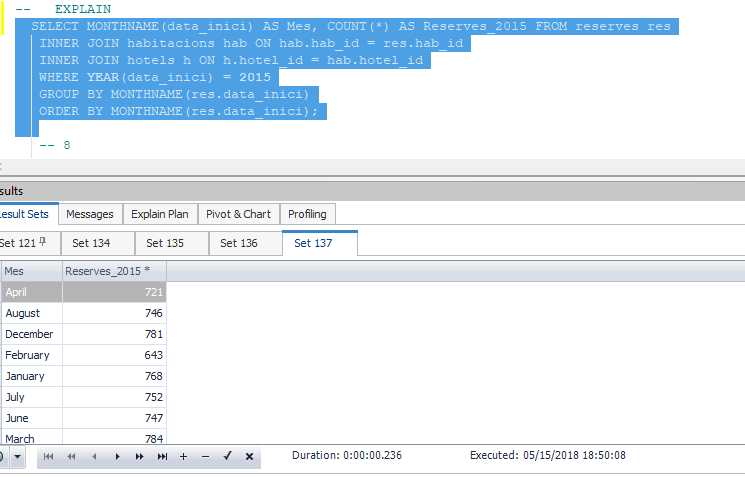 --   EXPLAIN
SELECT MONTHNAME(data_inici) AS Mes, COUNT(*) AS Reserves_2015 FROM reserves res
INNER JOIN habitacions hab ON hab.hab_id = res.hab_id
INNER JOIN hotels h ON h.hotel_id = hab.hotel_id
WHERE YEAR(data_inici) = 2015
GROUP BY MONTHNAME(res.data_inici)
ORDER BY MONTHNAME(res.data_inici);
-- 8
sults
esult Sets Messages Explain Plan Pivot & Chart Profiling
Set 121 Set 134 Set 135 Set 136 Set 137
Mes Reserves_2015 *
April 721
August 746
December 781
February 643
January 768
July 752
June 747
March 784
Duration: 0:00:00.236 Executed: 05/15/2018 18:50:08